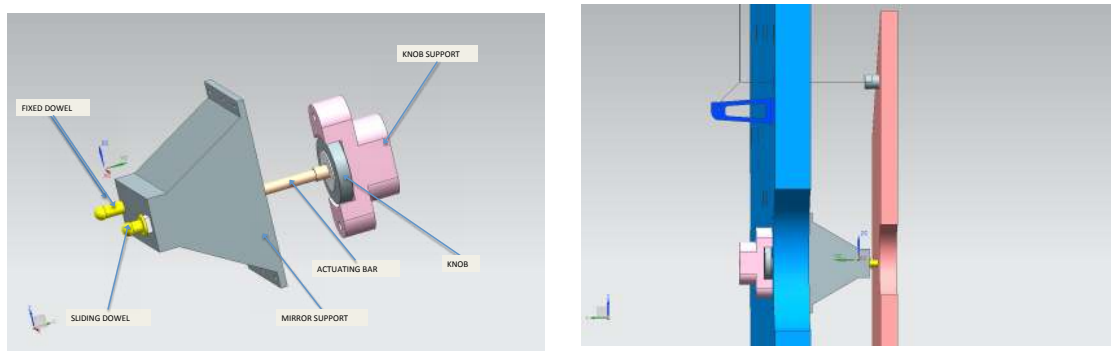 KNOB SUPPORT
FIXED DOWEL
ACTUATING BAR
KNOB
SLIDING DOWEL
MIRROR SUPPORT